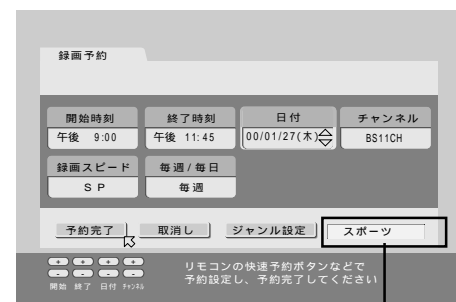 録画予約
開始時刻 終了時刻 日付 チャンネル
午後 9:00 午後 11:45 00/01/27(木) BS11CH
録画スピード 毎週/毎日
SP 毎週
予約完了 取消し ジャンル設定 スポーツ
+ + + +
- - - -
開始 終了 日付 チャンネル
リモコンの快速予約ボタンなどで
予約設定し、予約完了してください